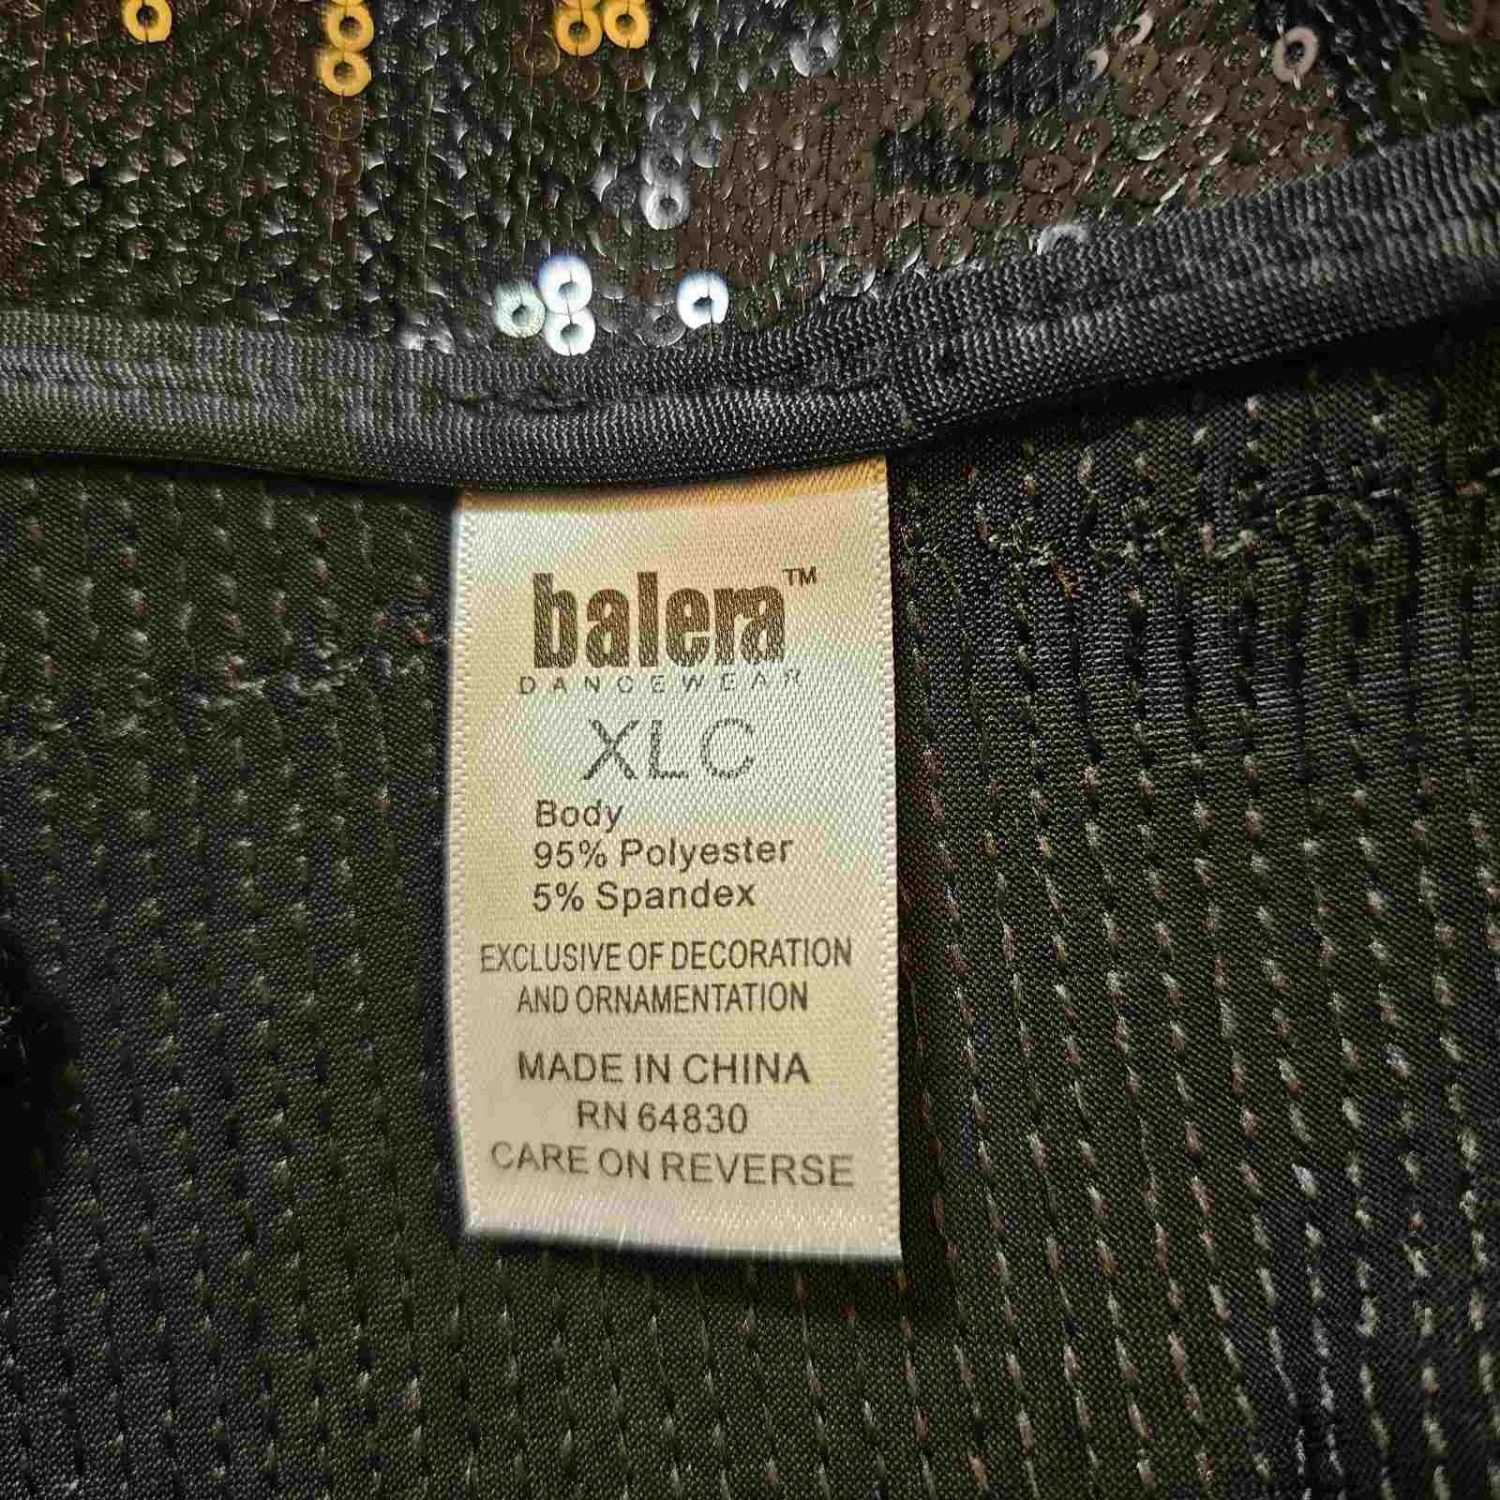 balera™
DANCEWEAR
XLC
Body
95% Polyester
5% Spandex
EXCLUSIVE OF DECORATION
AND ORNAMENTATION
MADE IN CHINA
RN 64830
CARE ON REVERSE